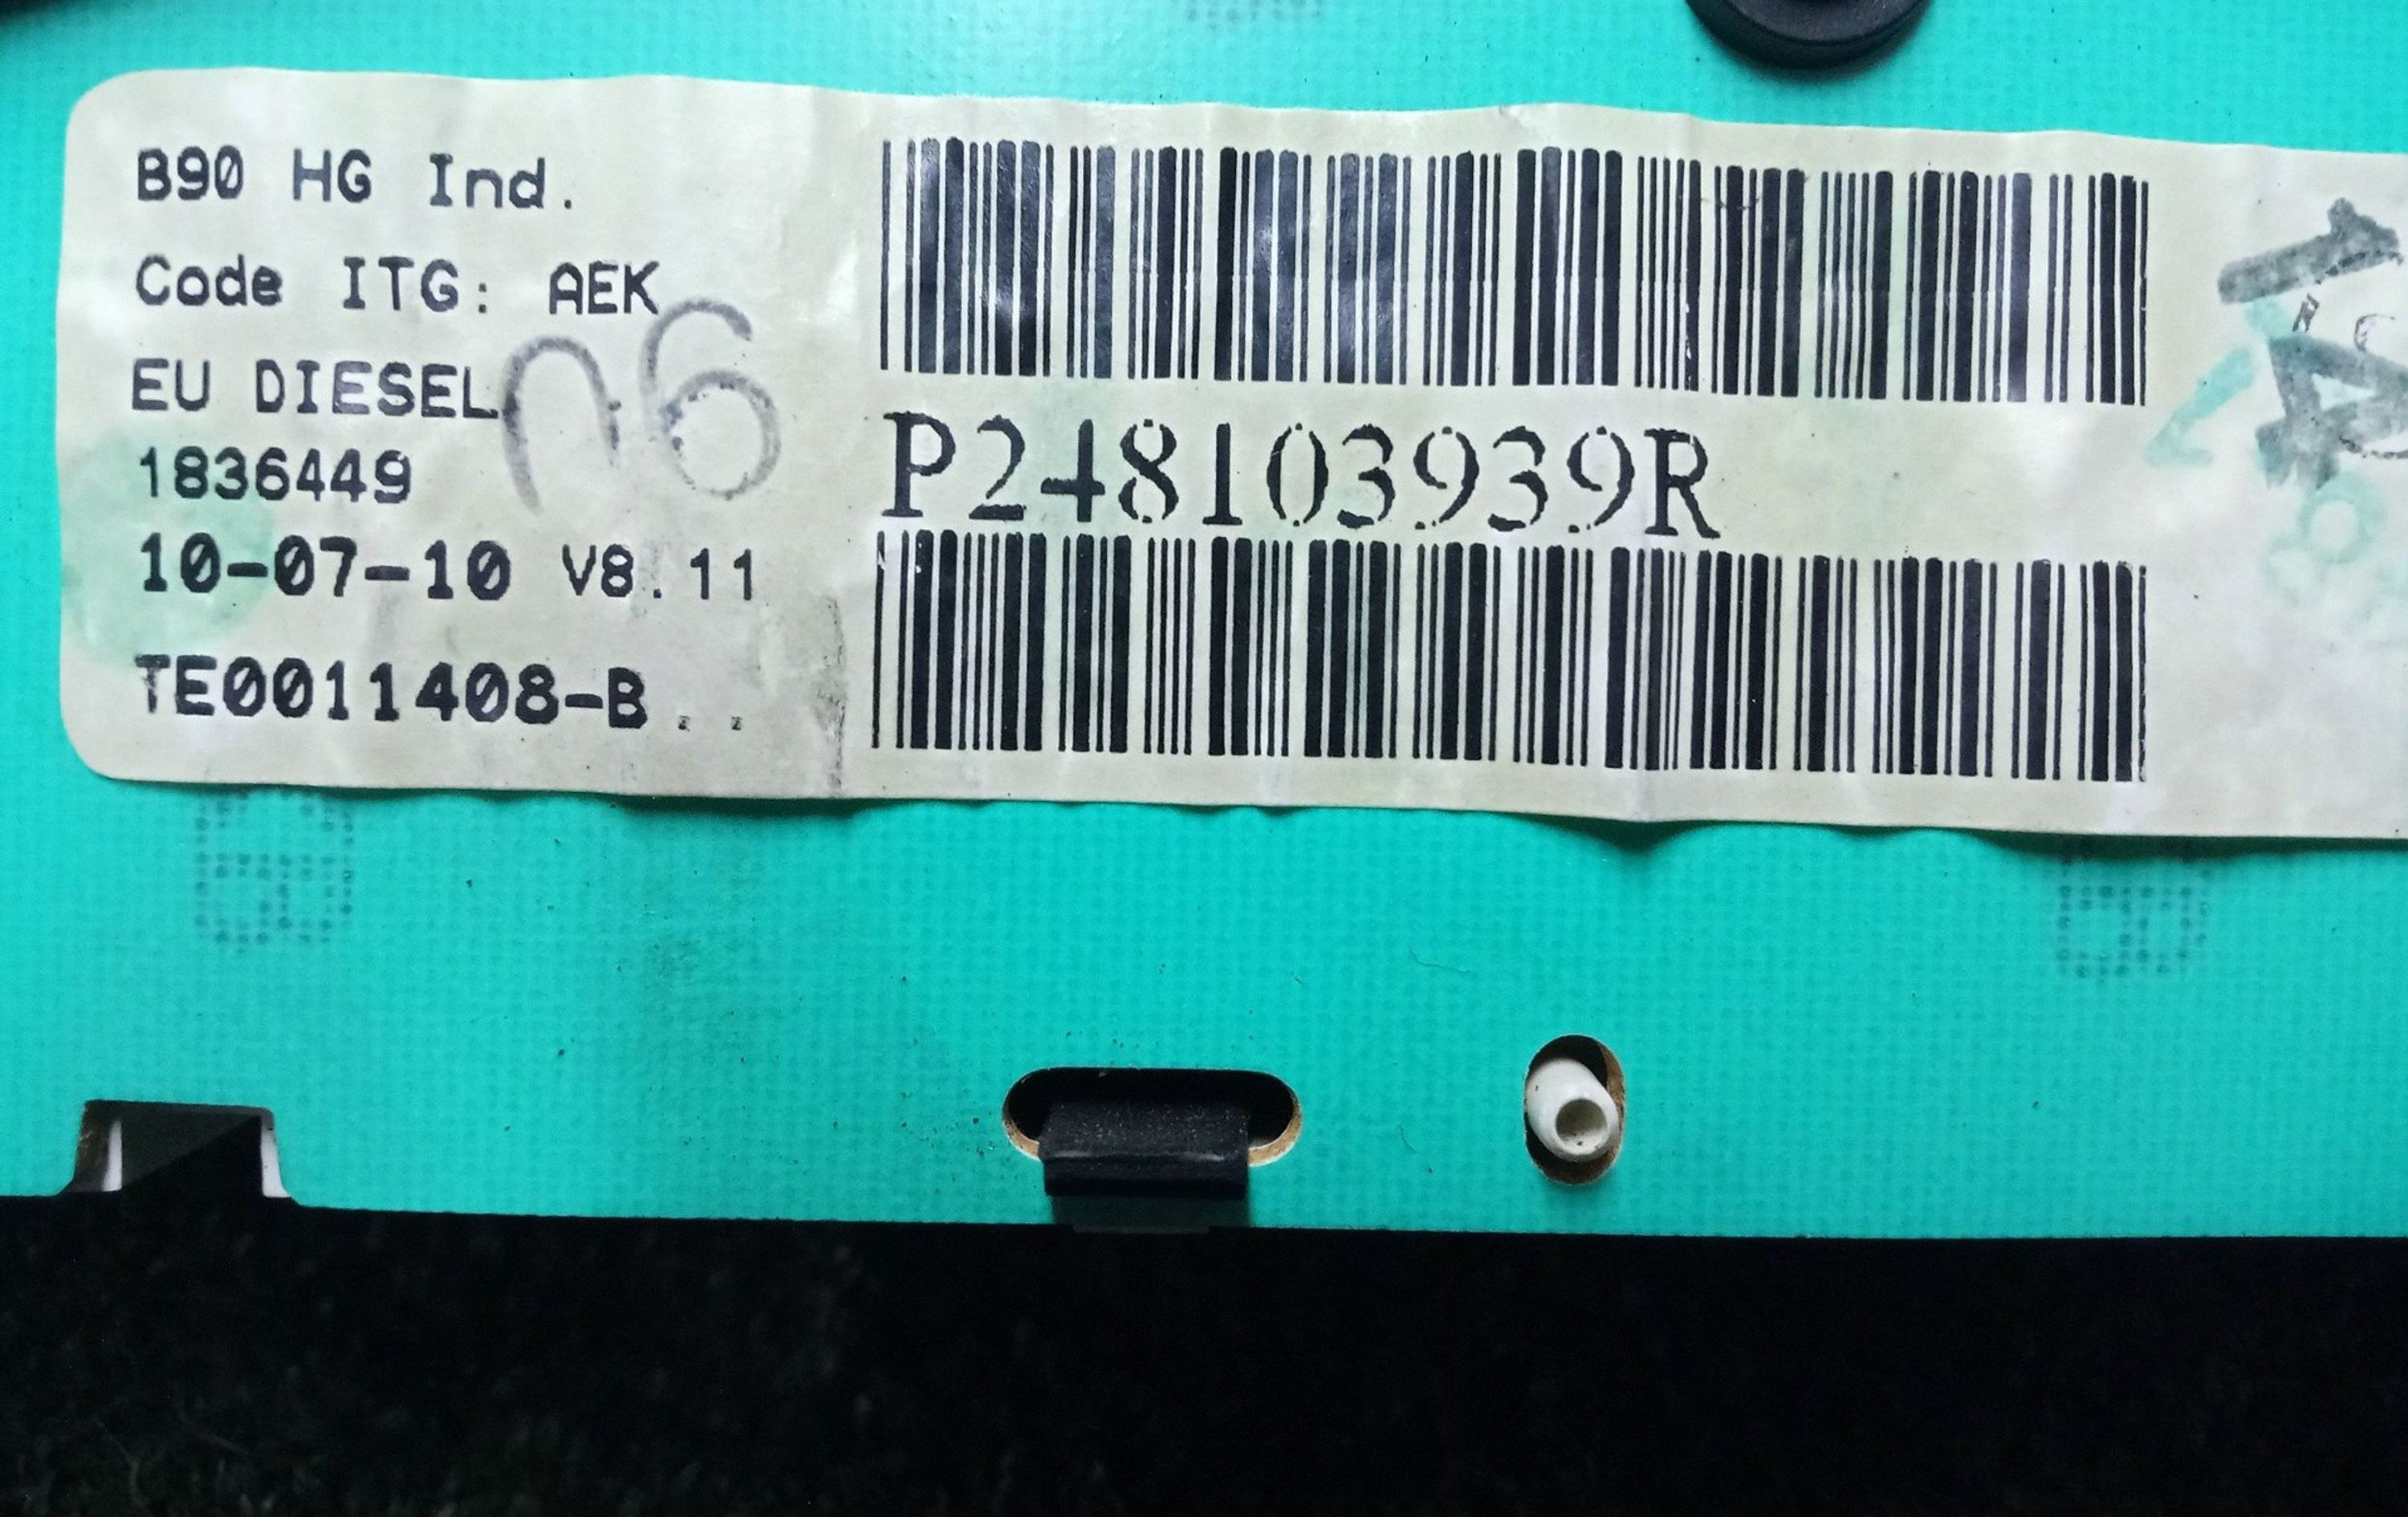 B90 HG Ind.
Code ITG: AEK
EU DIESEL
1836449
10-07-10 V8.11
TE0011408-B..
06
P248103939R